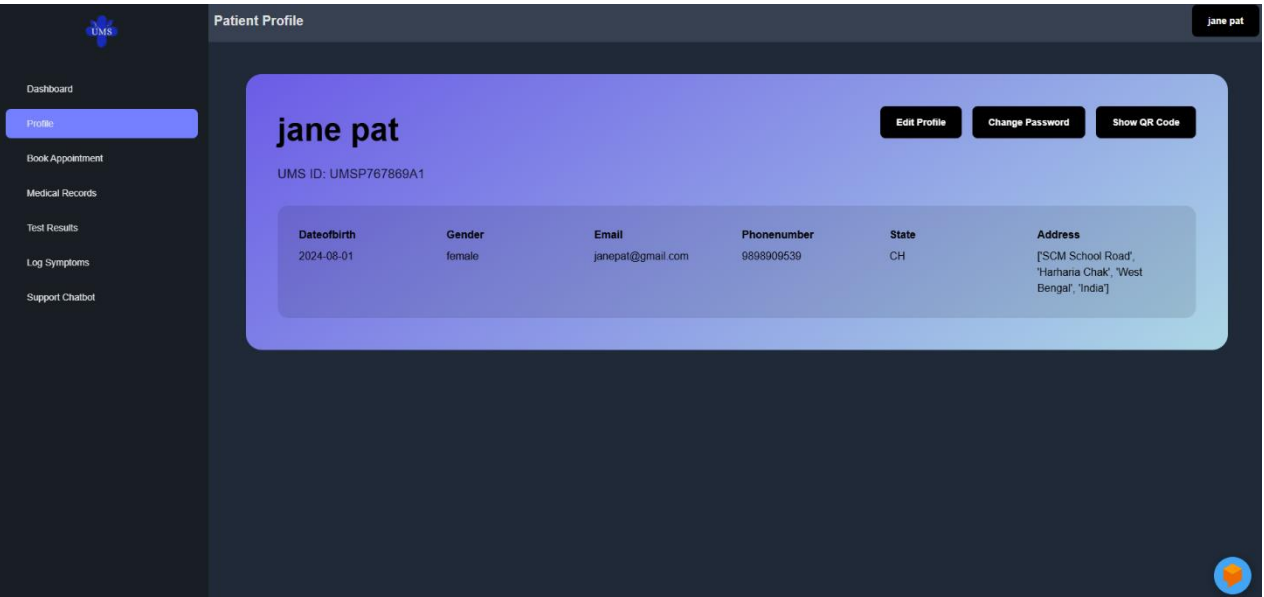 UMS
Patient Profile
jane pat
Dashboard
Profile
Book Appointment
Medical Records
Test Results
Log Symptoms
Support Chatbot
jane pat
Edit Profile
Change Password
Show QR Code
UMS ID: UMSP767869A1
Dateofbirth
2024-08-01
Gender
female
Email
janepat@gmail.com
Phonenumber
9898909539
State
CH
Address
['SCM School Road',
'Harharia Chak', 'West
Bengal', 'India']